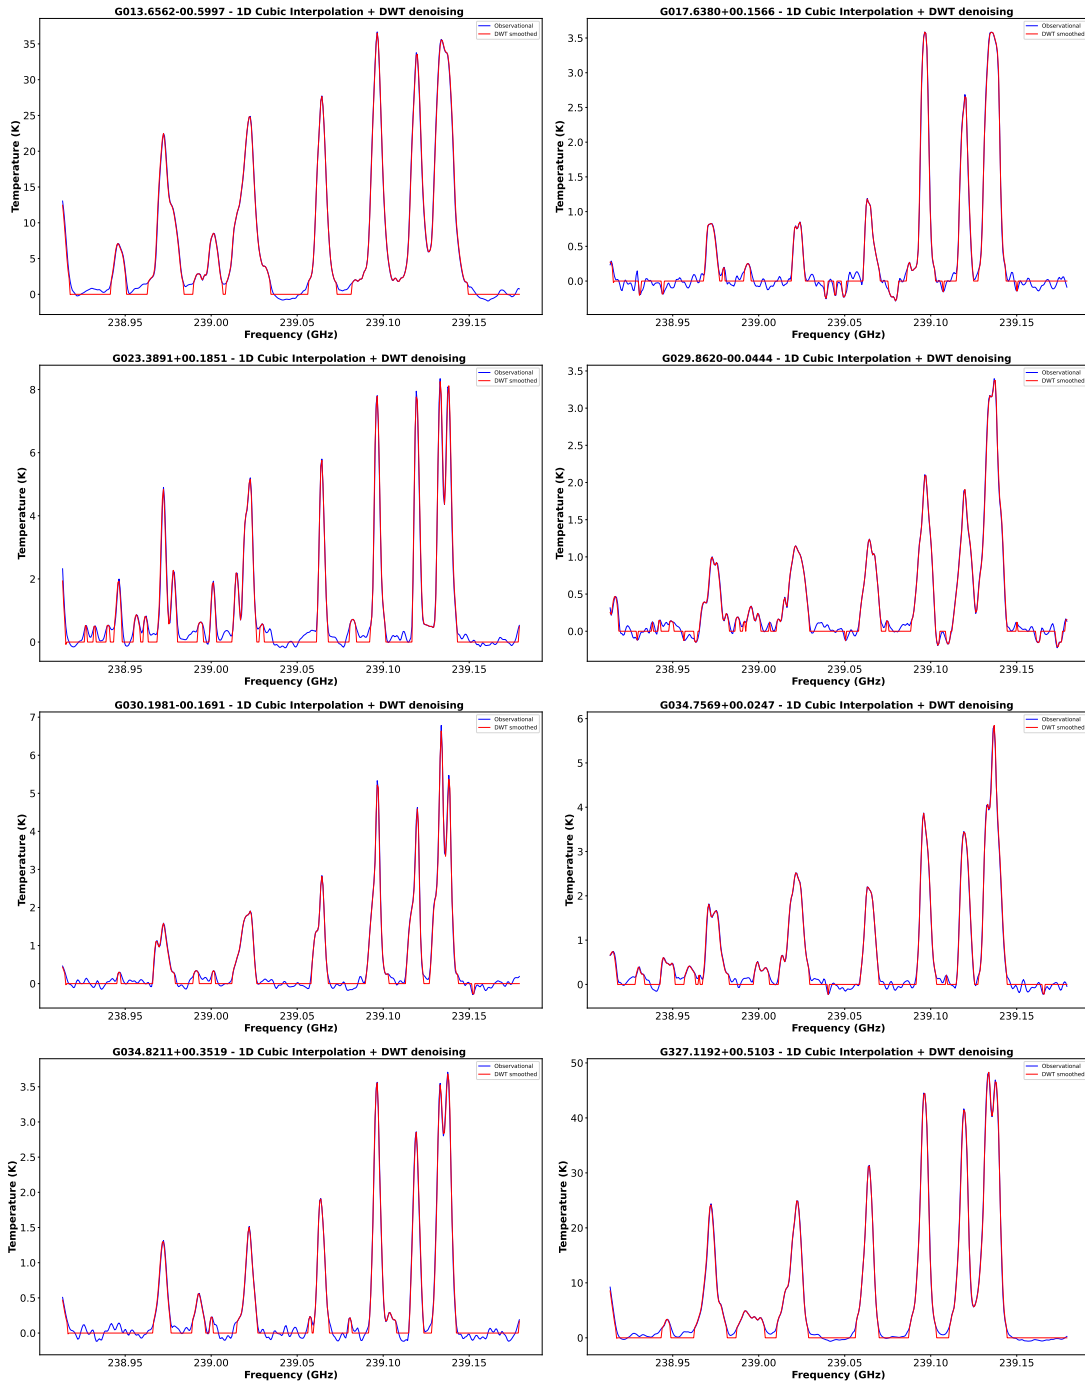 G013.6562-00.5997 - 1D Cubic Interpolation + DWT denoising
Observational
DWT smoothed
Temperature (K)
35
30
25
20
15
10
5
0
238.95
239.00
239.05
239.10
239.15
Frequency (GHz)
G017.6380+00.1566 - 1D Cubic Interpolation + DWT denoising
Observational
DWT smoothed
Temperature (K)
3.5
3.0
2.5
2.0
1.5
1.0
0.5
0.0
238.95
239.00
239.05
239.10
239.15
Frequency (GHz)
G023.3891+00.1851 - 1D Cubic Interpolation + DWT denoising
Observational
DWT smoothed
Temperature (K)
8
6
4
2
0
238.95
239.00
239.05
239.10
239.15
Frequency (GHz)
G029.8620-00.0444 - 1D Cubic Interpolation + DWT denoising
Observational
DWT smoothed
Temperature (K)
3.5
3.0
2.5
2.0
1.5
1.0
0.5
0.0
238.95
239.00
239.05
239.10
239.15
Frequency (GHz)
G030.1981-00.1691 - 1D Cubic Interpolation + DWT denoising
Observational
DWT smoothed
Temperature (K)
7
6
5
4
3
2
1
0
238.95
239.00
239.05
239.10
239.15
Frequency (GHz)
G034.7569+00.0247 - 1D Cubic Interpolation + DWT denoising
Observational
DWT smoothed
Temperature (K)
6
5
4
3
2
1
0
238.95
239.00
239.05
239.10
239.15
Frequency (GHz)
G034.8211+00.3519 - 1D Cubic Interpolation + DWT denoising
Observational
DWT smoothed
Temperature (K)
3.5
3.0
2.5
2.0
1.5
1.0
0.5
0.0
238.95
239.00
239.05
239.10
239.15
Frequency (GHz)
G327.1192+00.5103 - 1D Cubic Interpolation + DWT denoising
Observational
DWT smoothed
Temperature (K)
50
40
30
20
10
0
238.95
239.00
239.05
239.10
239.15
Frequency (GHz)